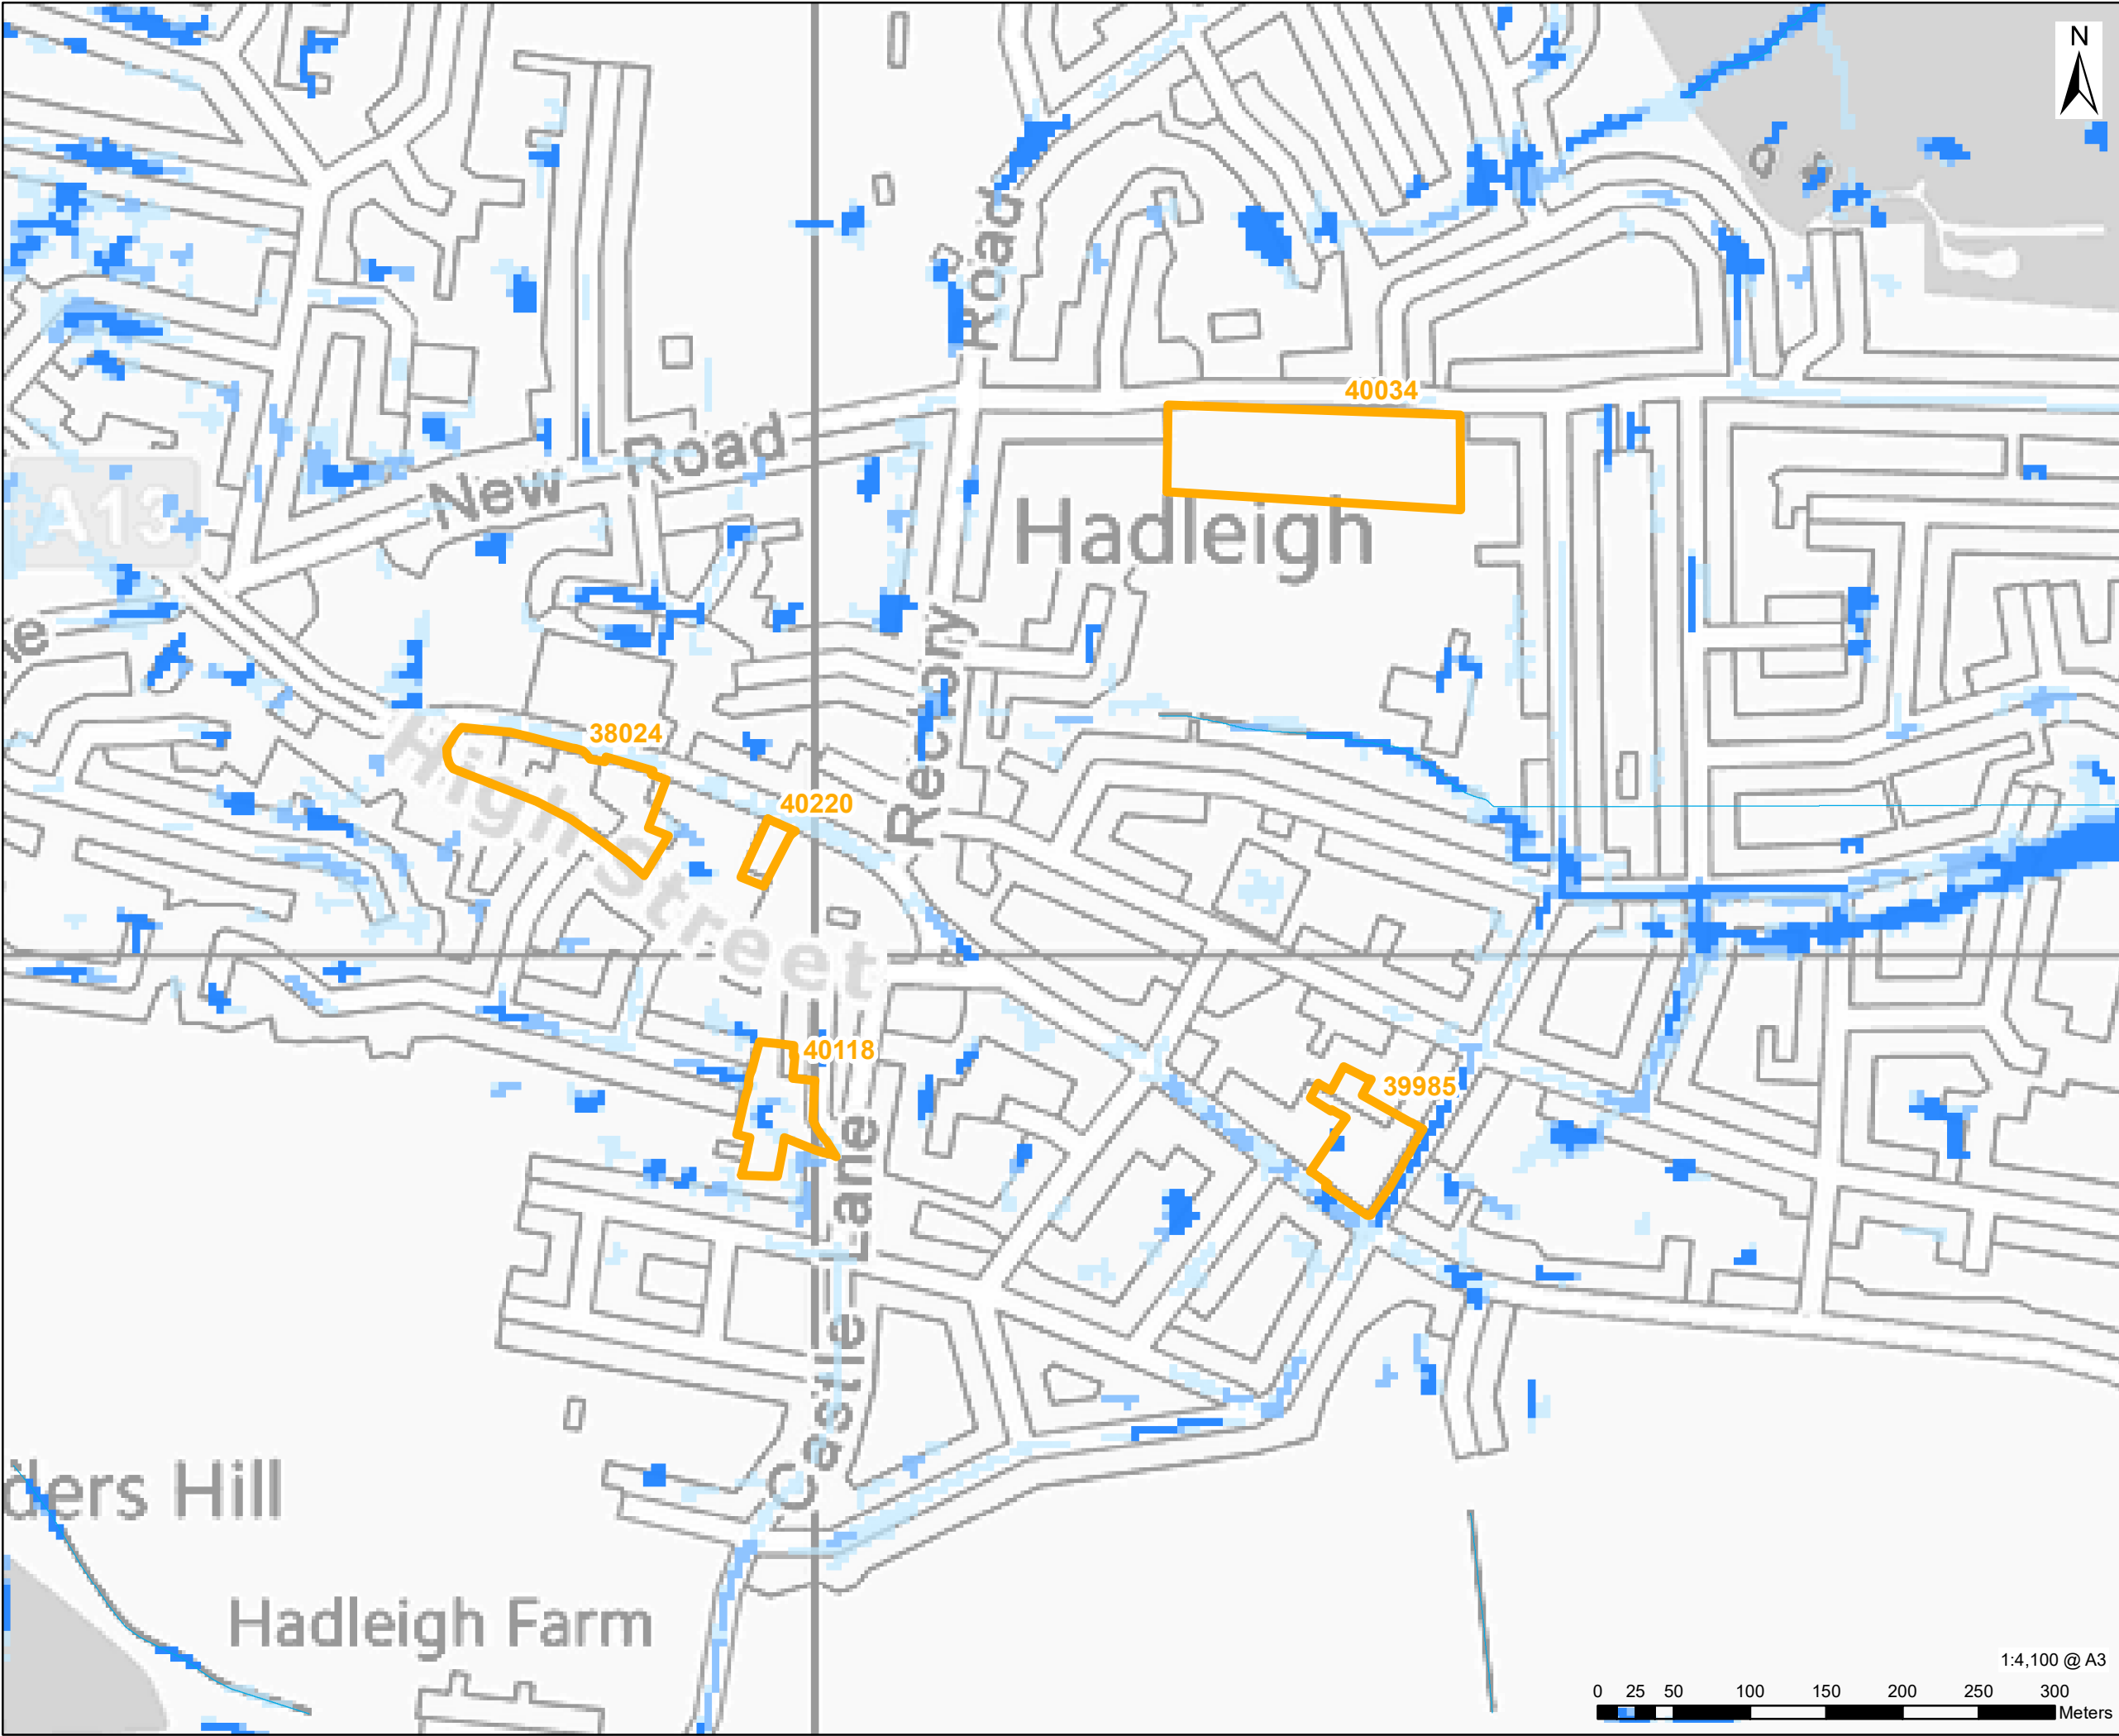 N
Road
40034
New Road
A13
Hadleigh
Rectory
38024
High Street
40220
40118
39985
Castle Lane
ders Hill
Hadleigh Farm
1:4,100 @ A3
0 25 50 100 150 200 250 300
Meters